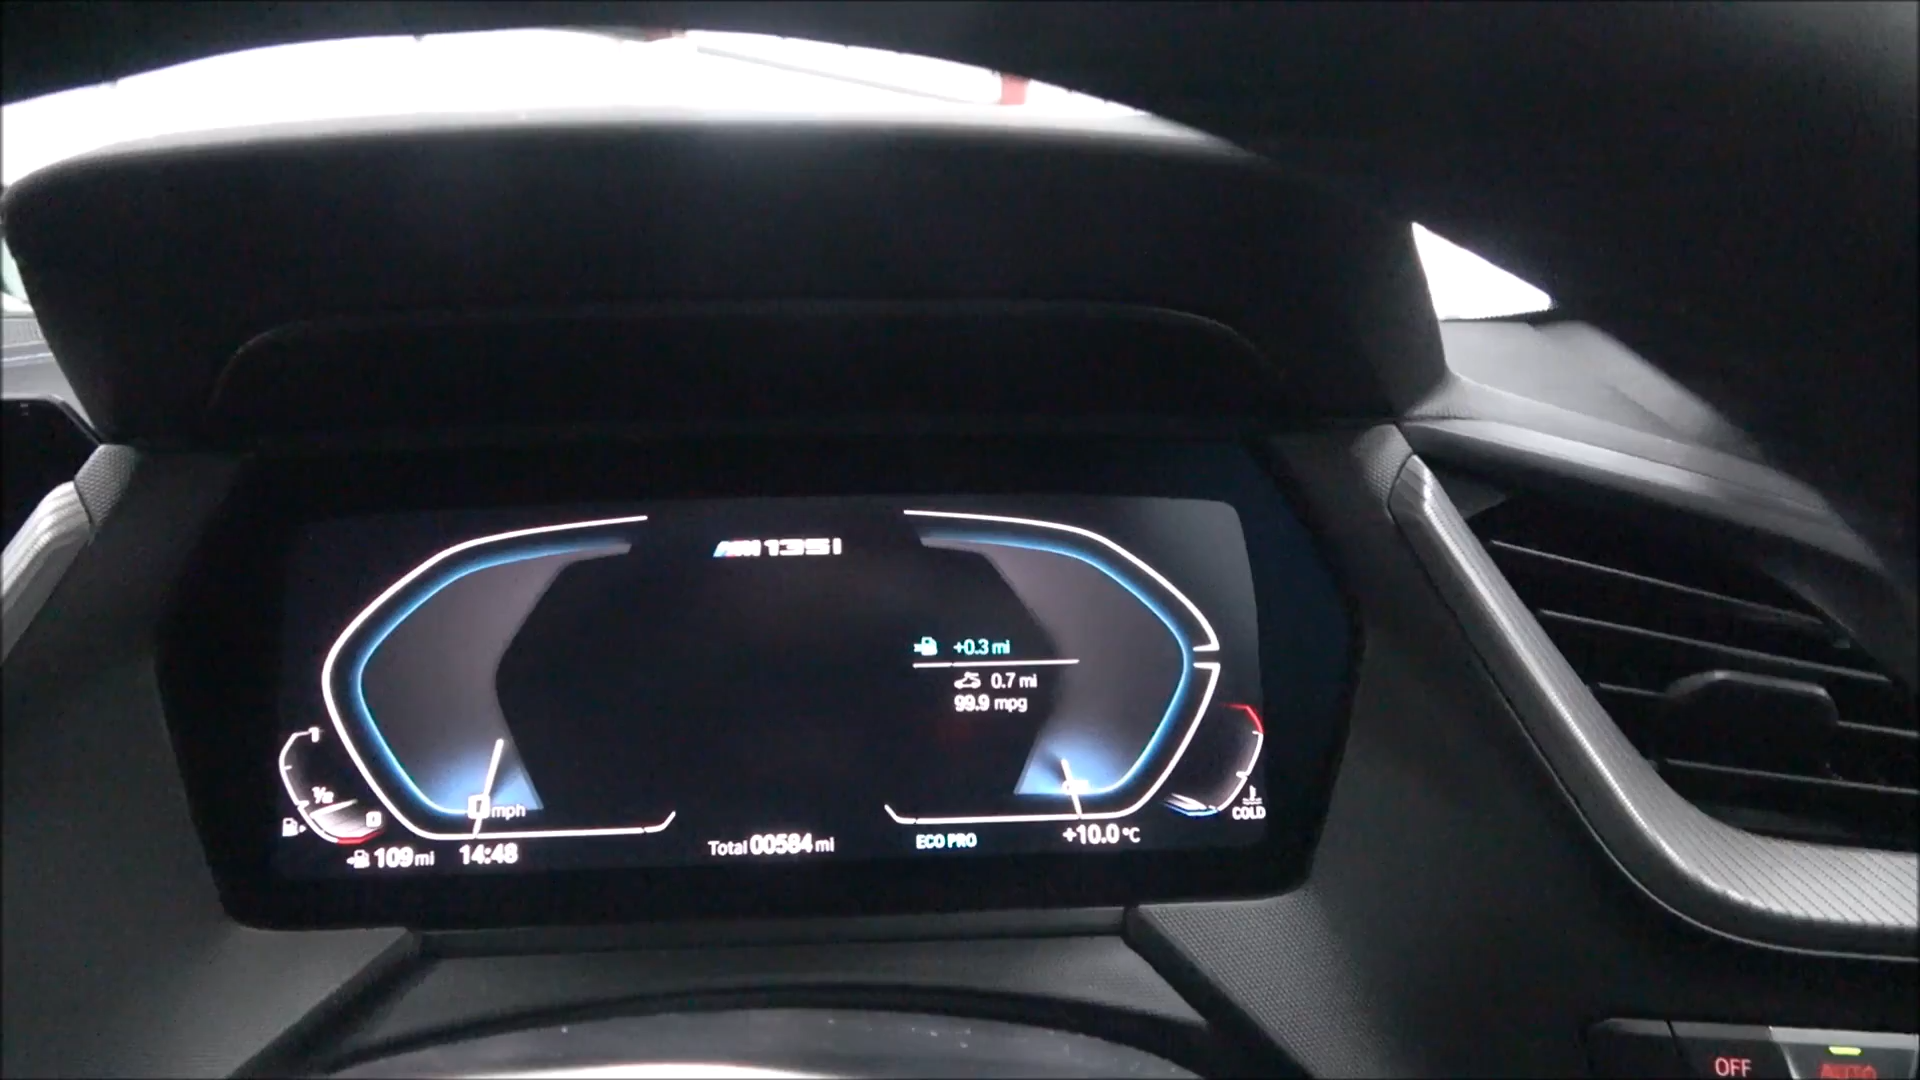 M135i
+0.3 mi
0.7 mi
99.9 mpg
1/2
0
mph
COLD
109 mi
14:48
Total 00584 mi
ECO PRO
+10.0 °C
OFF
AUTO